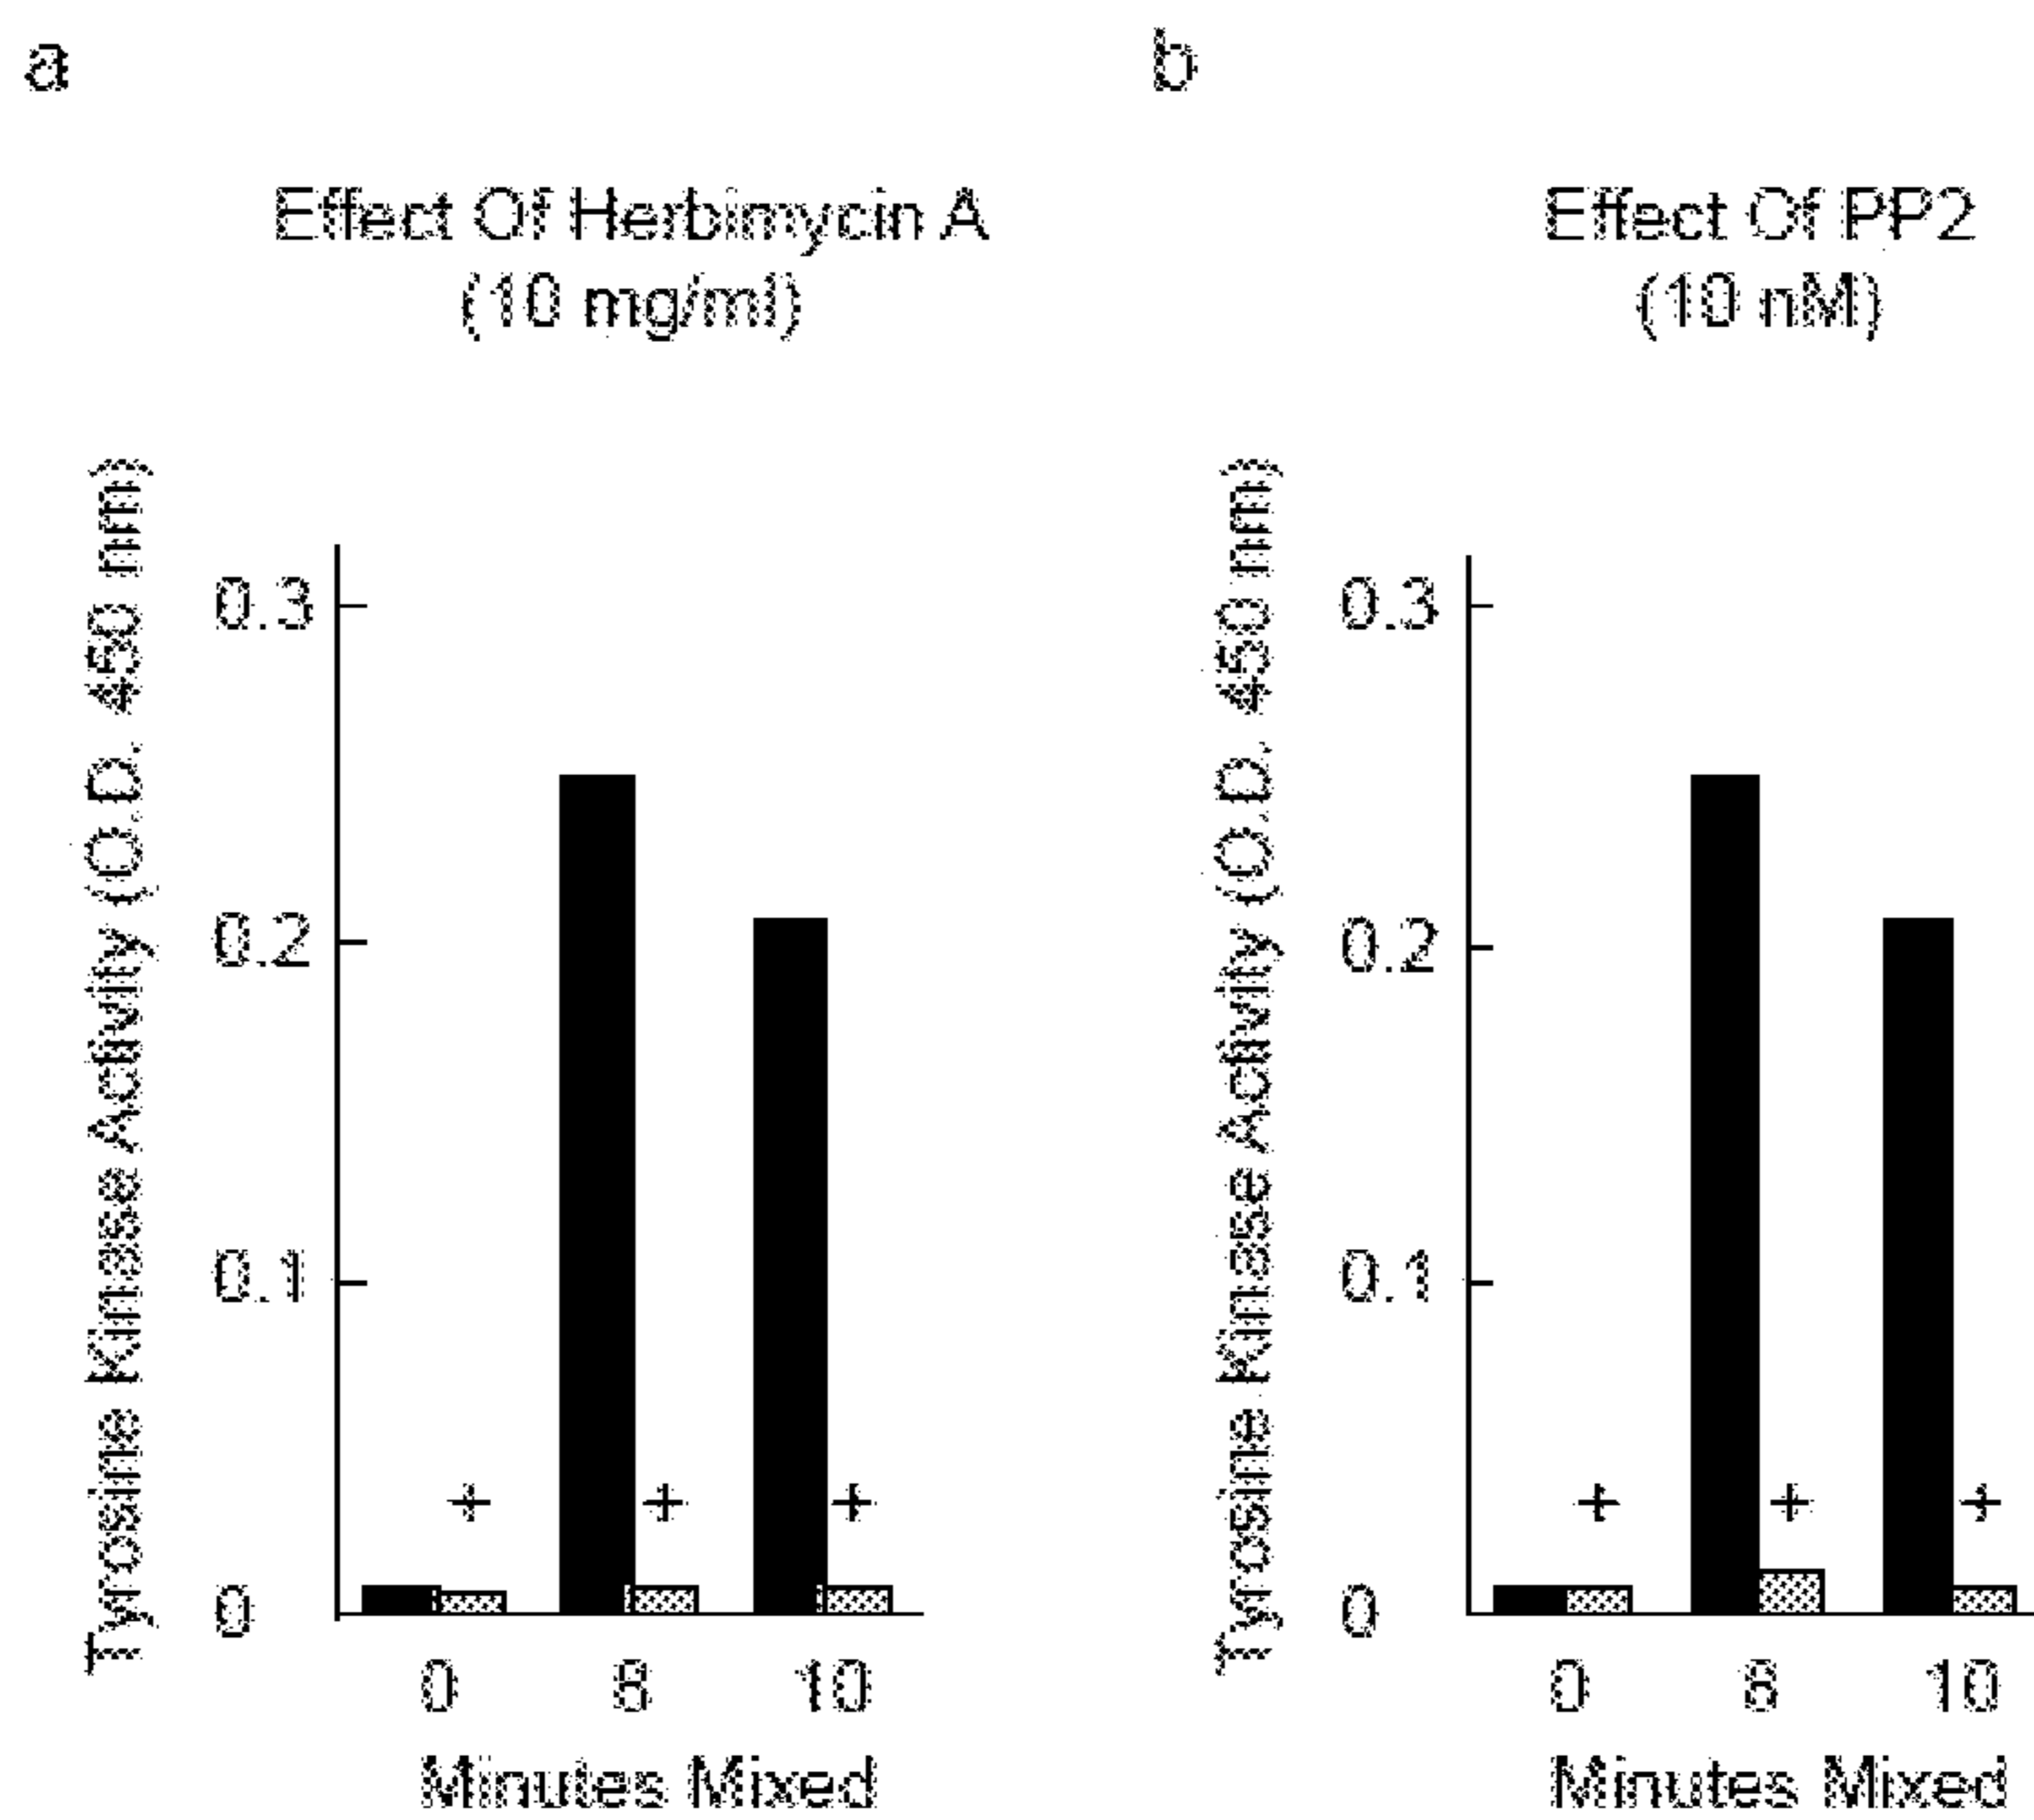 a
Effect Of Herbimycin A
(10 mg/ml)
Tyrosine Kinase Activity (O.D. 450 nm)
0.3
0.2
0.1
0
+ + +
0 8 10
Minutes Mixed
b
Effect Of PP2
(10 nM)
Tyrosine Kinase Activity (O.D. 450 nm)
0.3
0.2
0.1
0
+ + +
0 8 10
Minutes Mixed